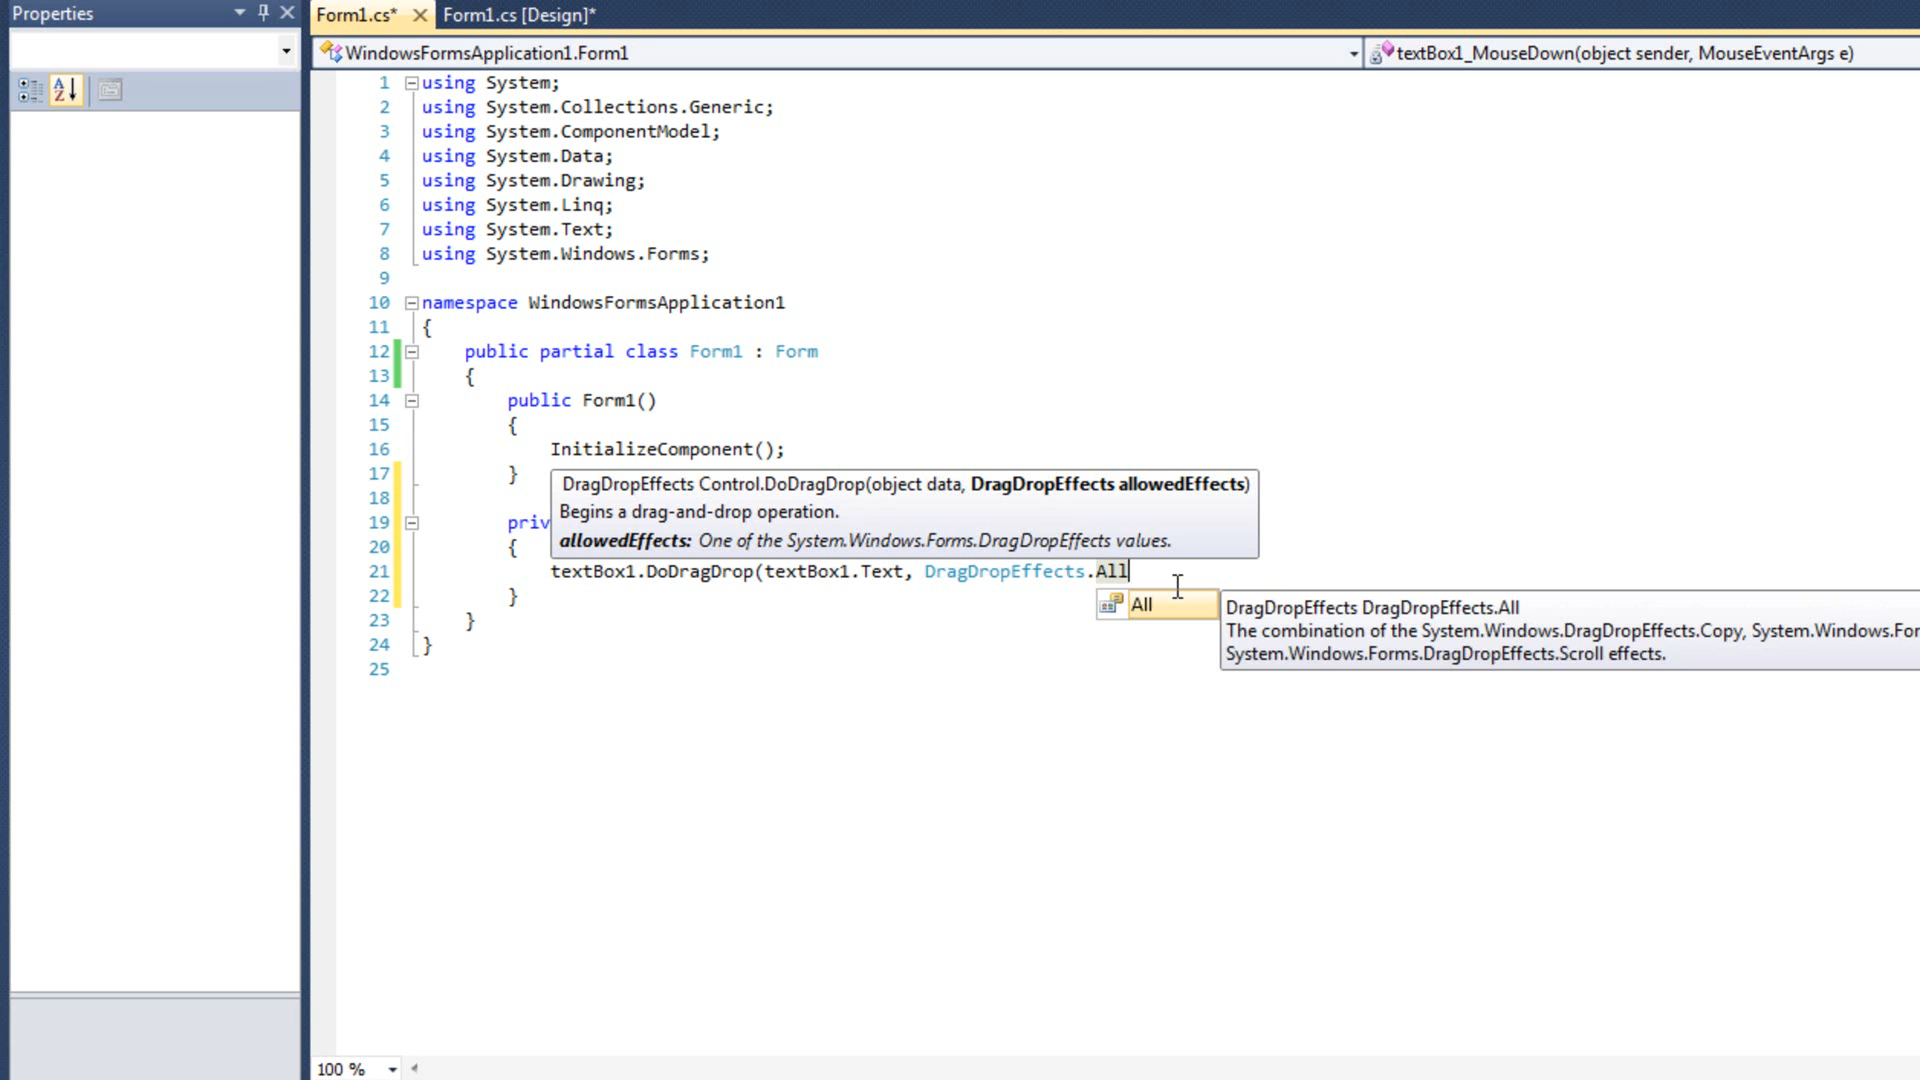 Properties
Form1.cs* Form1.cs [Design]*
WindowsFormsApplication1.Form1 textBox1_MouseDown(object sender, MouseEventArgs e)
1 using System;
2 using System.Collections.Generic;
3 using System.ComponentModel;
4 using System.Data;
5 using System.Drawing;
6 using System.Linq;
7 using System.Text;
8 using System.Windows.Forms;
9
10 namespace WindowsFormsApplication1
11 {
12 public partial class Form1 : Form
13 {
14 public Form1()
15 {
16 InitializeComponent();
17 }
DragDropEffects Control.DoDragDrop(object data, DragDropEffects allowedEffects)
18
Begins a drag-and-drop operation.
19 priv
allowedEffects: One of the System.Windows.Forms.DragDropEffects values.
20 {
21 textBox1.DoDragDrop(textBox1.Text, DragDropEffects.All
22 }
All
DragDropEffects DragDropEffects.All
The combination of the System.Windows.DragDropEffects.Copy, System.Windows.For
System.Windows.Forms.DragDropEffects.Scroll effects.
23 }
24 }
25
100 %